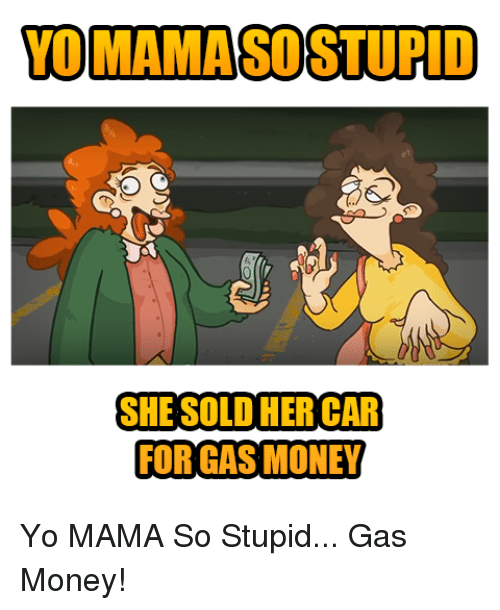 YO MAMA SO STUPID
SHE SOLD HER CAR
FOR GAS MONEY
Yo MAMA So Stupid... Gas
Money!